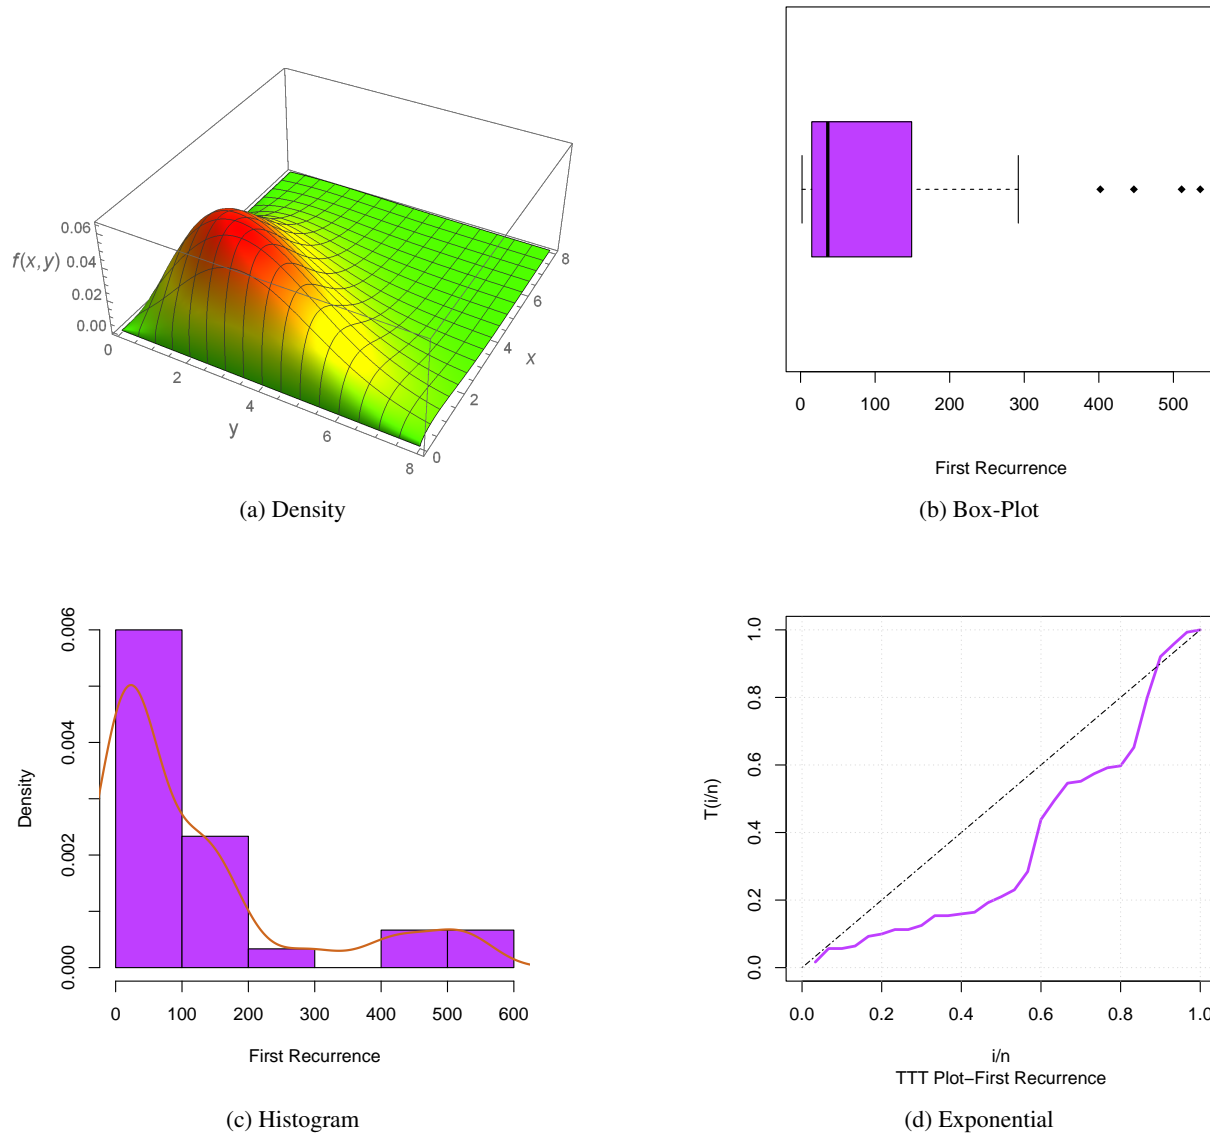 0.06
f(x,y) 0.04
0.02
0.00
0
2
4
6
8
y
0
2
4
6
8
x
(a) Density
0 100 200 300 400 500
First Recurrence
(b) Box-Plot
0.000 0.002 0.004 0.006
Density
0 100 200 300 400 500 600
First Recurrence
(c) Histogram
0.0 0.2 0.4 0.6 0.8 1.0
T(i/n)
0.0 0.2 0.4 0.6 0.8 1.0
i/n
TTT Plot−First Recurrence
(d) Exponential